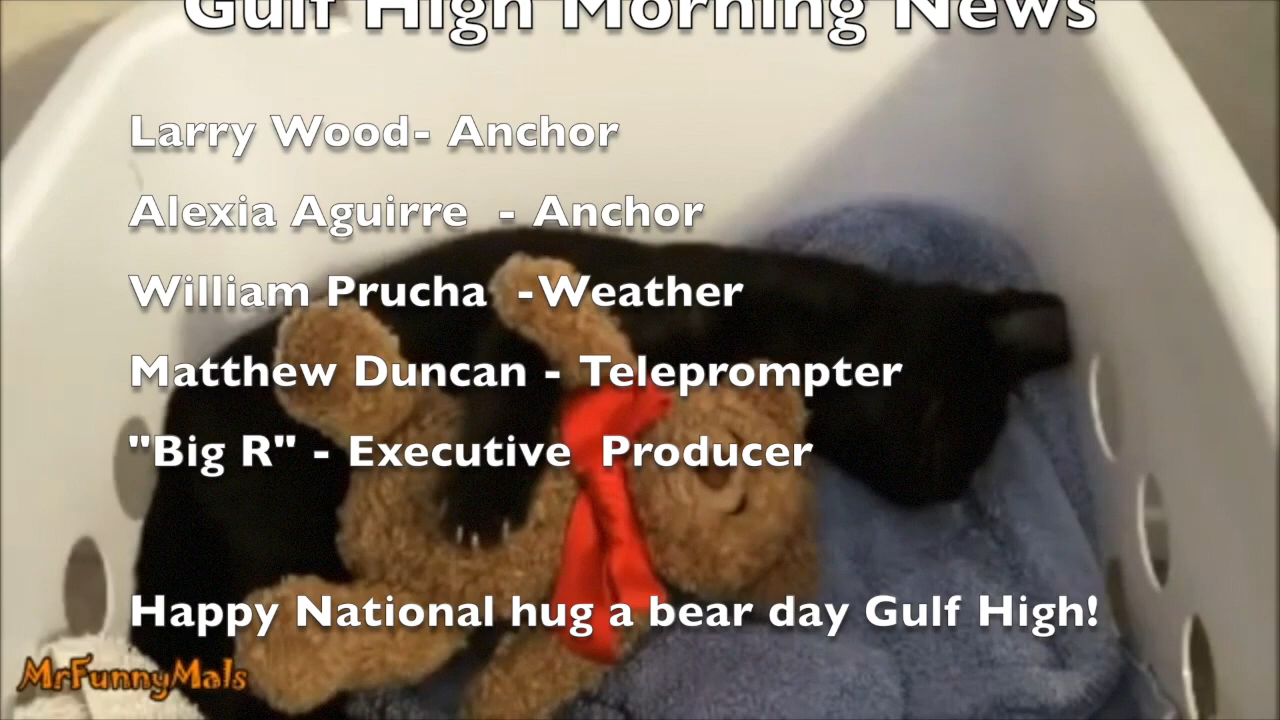 Gulf High Morning News
Larry Wood- Anchor
Alexia Aguirre - Anchor
William Prucha -Weather
Matthew Duncan - Teleprompter
"Big R" - Executive Producer
Happy National hug a bear day Gulf High!
MrFunnyMals